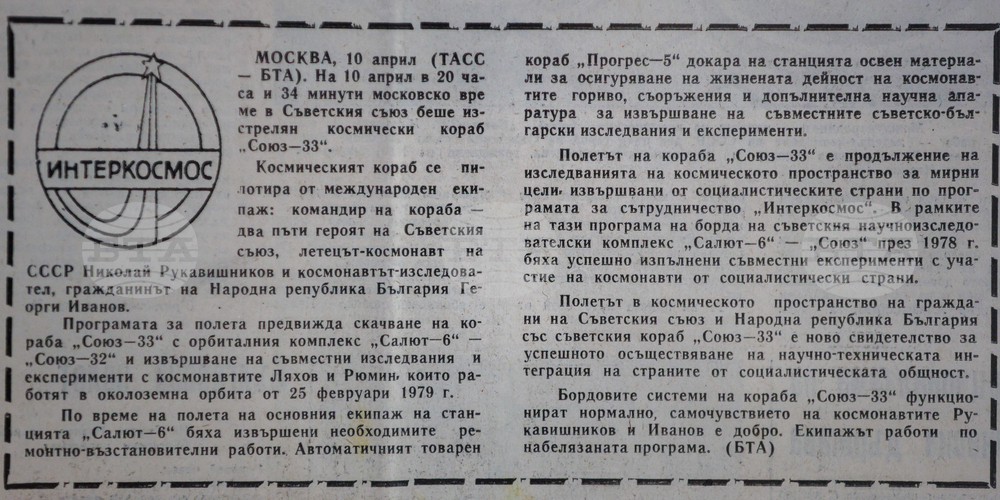 ИНТЕРКОСМОС
МОСКВА, 10 април (ТАСС
— БТА). На 10 април в 20 ча-
са и 34 минути московско вре
ме в Съветския съюз беше из-
стрелян космически кораб
„Союз—33“.
Космическият кораб се пи-
лотира от международен еки-
паж: командир на кораба —
два пъти героят на Съветския
съюз, летецът-космонавт на
СССР Николай Рукавишников и космонавтът-изследова-
тел, гражданинът на Народна република България Ге
орги Иванов.
Програмата за полета предвижда скачване на ко-
раба „Союз—33“ с орбиталния комплекс „Салют—6“ —
„Союз—32“ и извършване на съвместни изследвания и
експерименти с космонавтите Ляхов и Рюмин, които ра-
ботят в околоземна орбита от 25 февруари 1979 г.
По време на полета на основния екипаж на стан-
цията „Салют—6“ бяха извършени необходимите ре-
монтно-възстановителни работи. Автоматичният товарен
кораб „Прогрес—5“ докара на станцията освен материа-
ли за осигуряване на жизнената дейност на космонав-
тите гориво, съоръжения и допълнителна научна апа-
ратура за извършване на съвместните съветско-бъл-
гарски изследвания и експерименти.
Полетът на кораба „Союз—33“ е продължение на
изследванията на космическото пространство за мирни
цели, извършвани от социалистическите страни по про-
грамата за сътрудничество „Интеркосмос“. В рамките
на тази програма на борда на съветския научноизсле-
дователски комплекс „Салют—6“ — „Союз“ през 1978 г.
бяха успешно изпълнени съвместни експерименти с уча-
стие на космонавти от социалистически страни.
Полетът в космическото пространство на гражда-
ни на Съветския съюз и Народна република България
със съветския кораб „Союз—33“ е ново свидетелство за
успешното осъществяване на научно-техническата ин-
теграция на страните от социалистическата общност.
Бордовите системи на кораба „Союз—33“ функцио-
нират нормално, самочувствието на космонавтите Ру-
кавишников и Иванов е добро. Екипажът работи по
набелязаната програма. (БТА)
БТА